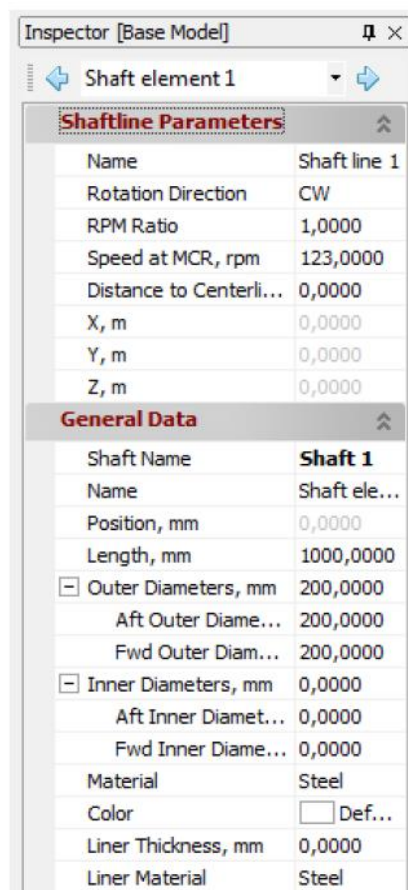 Inspector [Base Model]
Shaft element 1
Shaftline Parameters
Name Shaft line 1
Rotation Direction CW
RPM Ratio 1,0000
Speed at MCR, rpm 123,0000
Distance to Centerli... 0,0000
X, m 0,0000
Y, m 0,0000
Z, m 0,0000
General Data
Shaft Name Shaft 1
Name Shaft ele...
Position, mm 0,0000
Length, mm 1000,0000
Outer Diameters, mm 200,0000
Aft Outer Diame... 200,0000
Fwd Outer Diam... 200,0000
Inner Diameters, mm 0,0000
Aft Inner Diamet... 0,0000
Fwd Inner Diame... 0,0000
Material Steel
Color Def...
Liner Thickness, mm 0,0000
Liner Material Steel